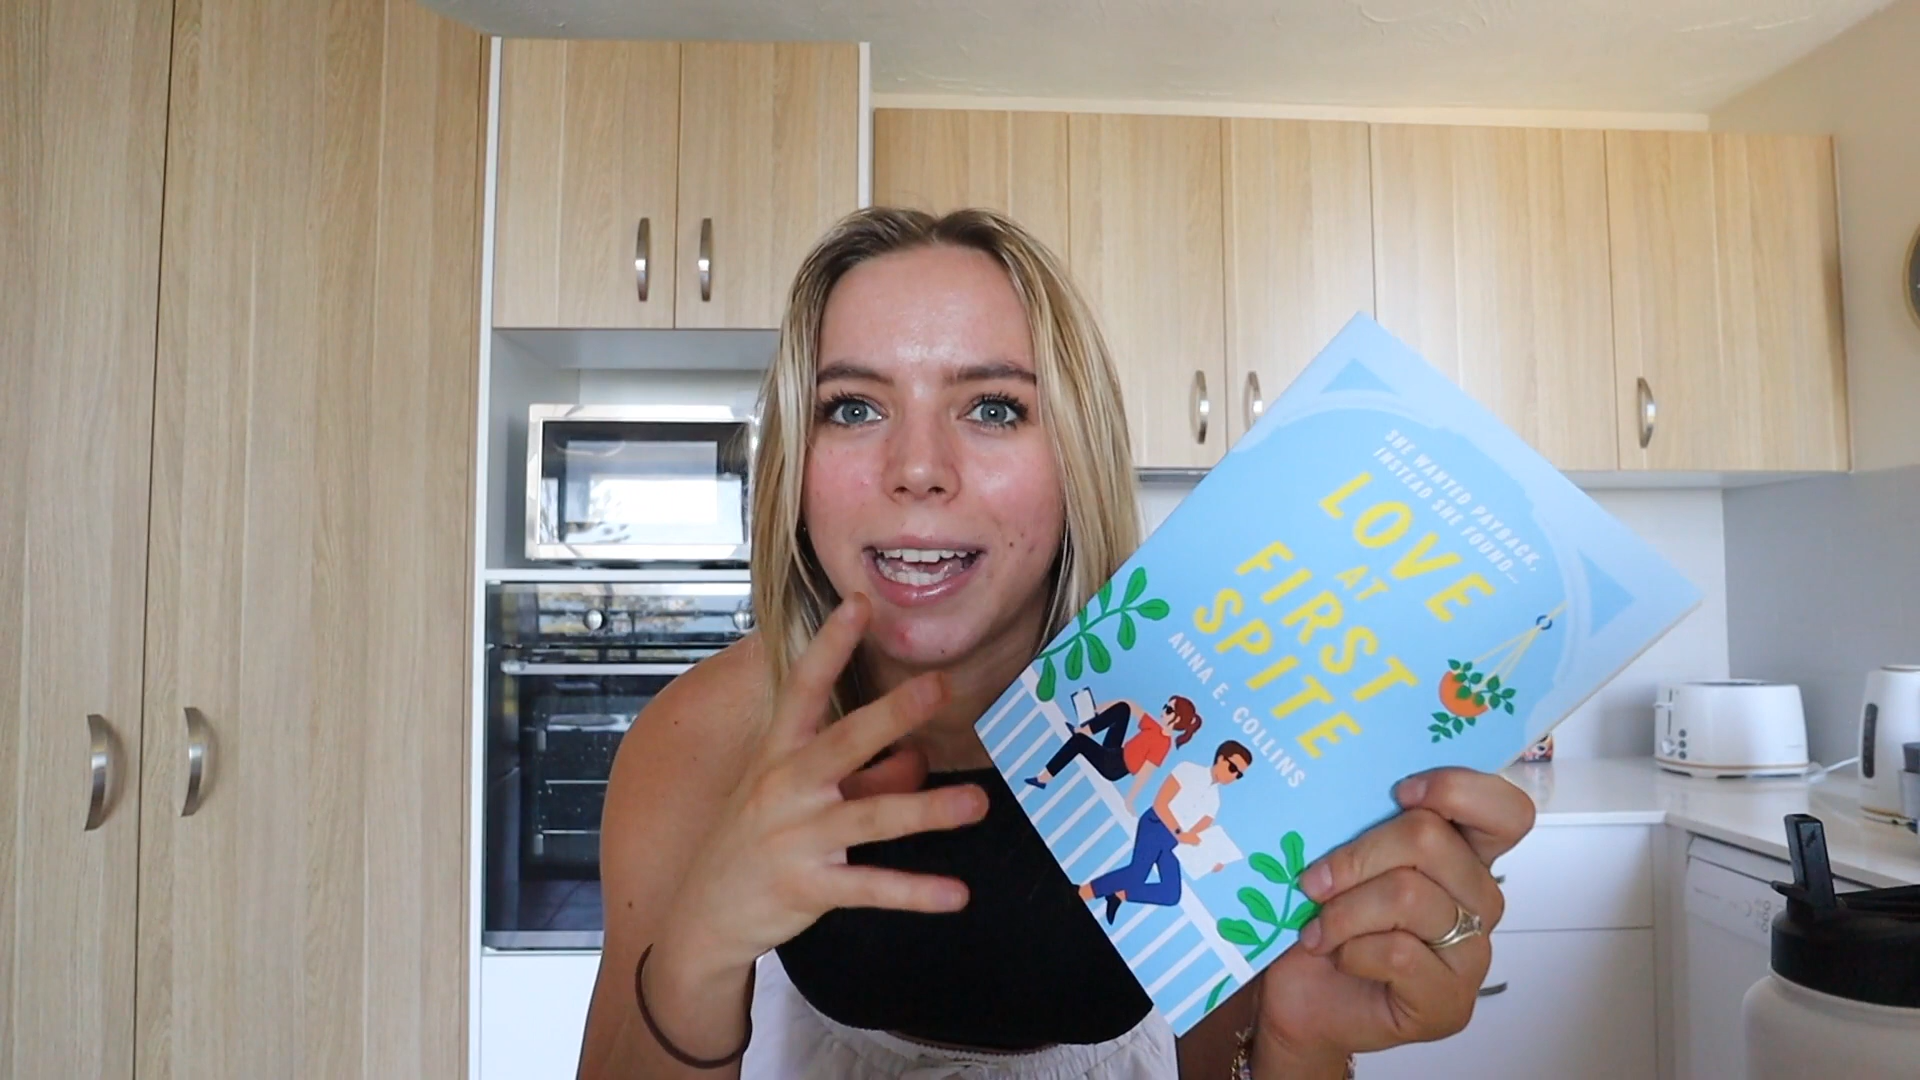 SHE WANTED PAYBACK,
INSTEAD SHE FOUND...
LOVE
AT
FIRST
SPITE
ANNA E. COLLINS